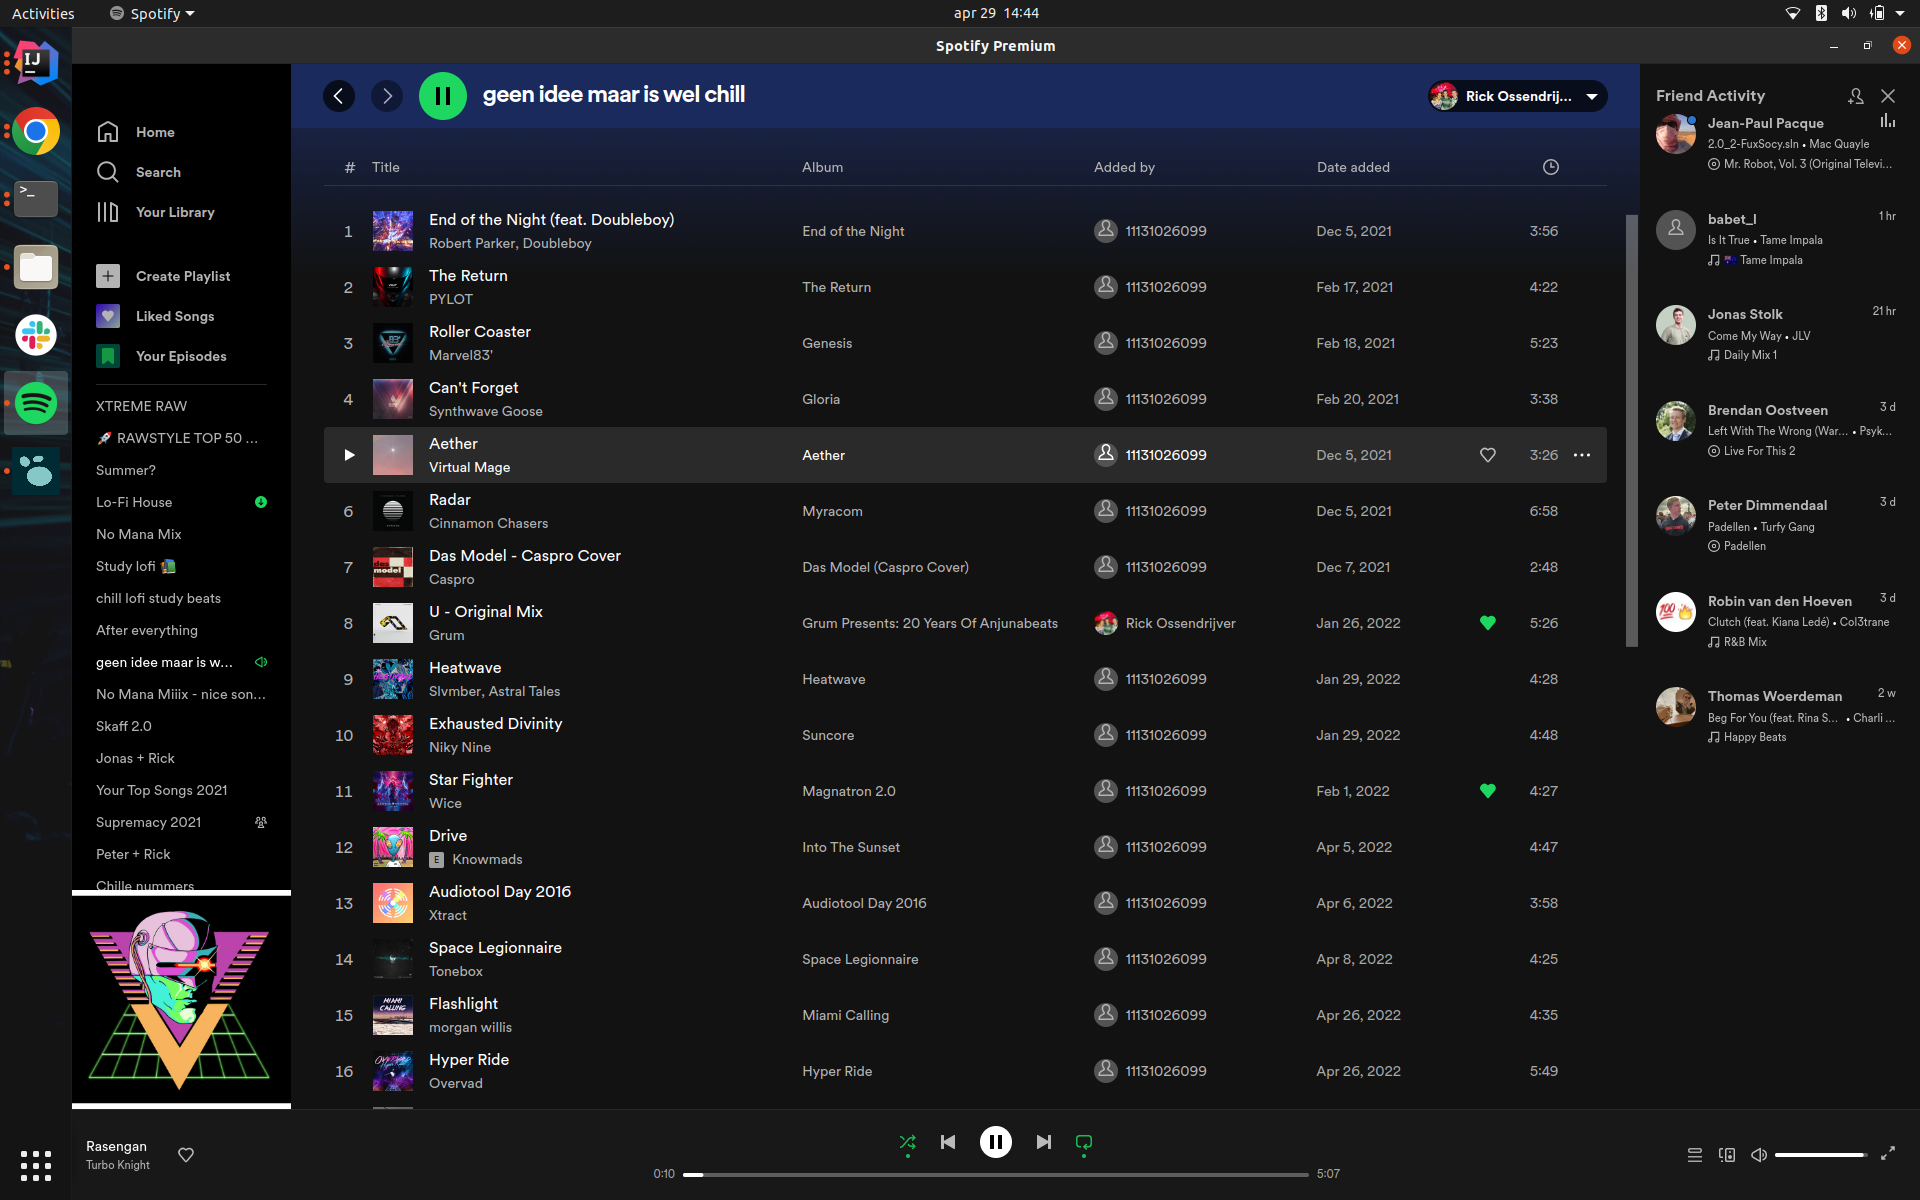 Activities
Spotify
apr 29 14:44
Spotify Premium
Home
Search
Your Library
Create Playlist
Liked Songs
Your Episodes
XTREME RAW
🚀 RAWSTYLE TOP 50 ...
Summer?
Lo-Fi House
No Mana Mix
Study lofi 📚
chill lofi study beats
After everything
geen idee maar is w...
No Mana Miiix - nice son...
Skaff 2.0
Jonas + Rick
Your Top Songs 2021
Supremacy 2021
Peter + Rick
Chille nummers
geen idee maar is wel chill
Rick Ossendrij...
# Title Album Added by Date added
1 End of the Night (feat. Doubleboy) End of the Night 11131026099 Dec 5, 2021 3:56
Robert Parker, Doubleboy
2 The Return The Return 11131026099 Feb 17, 2021 4:22
PYLOT
3 Roller Coaster Genesis 11131026099 Feb 18, 2021 5:23
Marvel83'
4 Can't Forget Gloria 11131026099 Feb 20, 2021 3:38
Synthwave Goose
Aether Aether 11131026099 Dec 5, 2021 3:26
Virtual Mage
6 Radar Myracom 11131026099 Dec 5, 2021 6:58
Cinnamon Chasers
7 Das Model - Caspro Cover Das Model (Caspro Cover) 11131026099 Dec 7, 2021 2:48
Caspro
8 U - Original Mix Grum Presents: 20 Years Of Anjunabeats Rick Ossendrijver Jan 26, 2022 5:26
Grum
9 Heatwave Heatwave 11131026099 Jan 29, 2022 4:28
Slvmber, Astral Tales
10 Exhausted Divinity Suncore 11131026099 Jan 29, 2022 4:48
Niky Nine
11 Star Fighter Magnatron 2.0 11131026099 Feb 1, 2022 4:27
Wice
12 Drive Into The Sunset 11131026099 Apr 5, 2022 4:47
E Knowmads
13 Audiotool Day 2016 Audiotool Day 2016 11131026099 Apr 6, 2022 3:58
Xtract
14 Space Legionnaire Space Legionnaire 11131026099 Apr 8, 2022 4:25
Tonebox
15 Flashlight Miami Calling 11131026099 Apr 26, 2022 4:35
morgan willis
16 Hyper Ride Hyper Ride 11131026099 Apr 26, 2022 5:49
Overvad
Friend Activity
Jean-Paul Pacque
2.0_2-FuxSocy.sln • Mac Quayle
Mr. Robot, Vol. 3 (Original Televi...
babet_l 1 hr
Is It True • Tame Impala
🇦🇺 Tame Impala
Jonas Stolk 21 hr
Come My Way • JLV
Daily Mix 1
Brendan Oostveen 3 d
Left With The Wrong (War... • Psyk...
Live For This 2
Peter Dimmendaal 3 d
Padellen • Turfy Gang
Padellen
Robin van den Hoeven 3 d
Clutch (feat. Kiana Ledé) • Col3trane
R&B Mix
Thomas Woerdeman 2 w
Beg For You (feat. Rina S... • Charli ...
Happy Beats
Rasengan
Turbo Knight
0:10
5:07